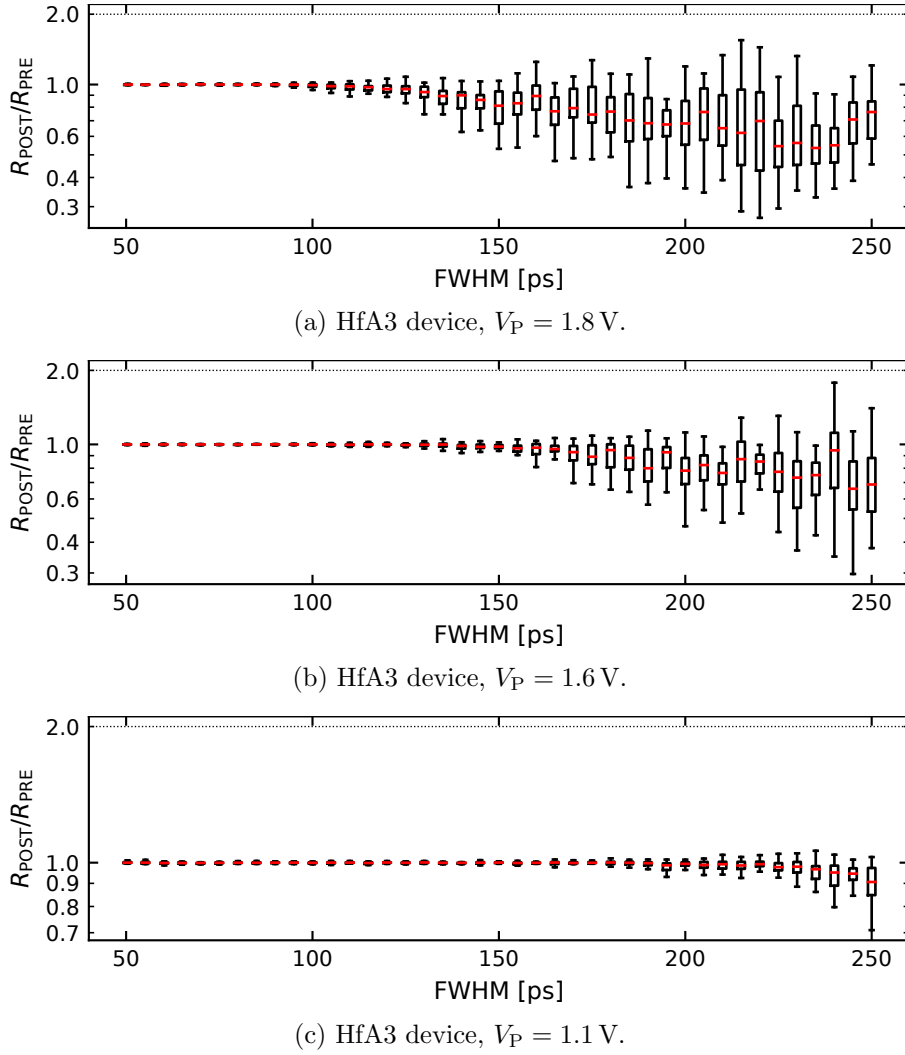 2.0
1.0
0.6
0.4
0.3
R_POST/R_PRE
50 100 150 200 250
FWHM [ps]
(a) HfA3 device, V_P = 1.8 V.
2.0
1.0
0.6
0.4
0.3
R_POST/R_PRE
50 100 150 200 250
FWHM [ps]
(b) HfA3 device, V_P = 1.6 V.
2.0
1.0
0.9
0.8
0.7
R_POST/R_PRE
50 100 150 200 250
FWHM [ps]
(c) HfA3 device, V_P = 1.1 V.